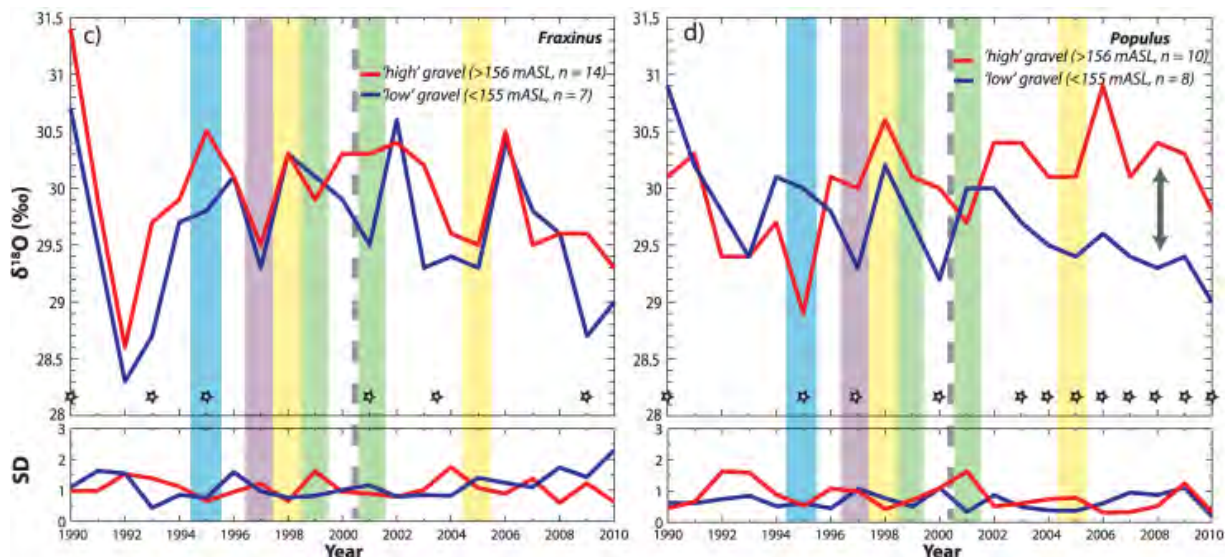 c)
Fraxinus
'high' gravel (>156 mASL, n = 14)
'low' gravel (<155 mASL, n = 7)
δ¹⁸O (‰)
31.5
31
30.5
30
29.5
29
28.5
28
SD
3
2
1
0
1990 1992 1994 1996 1998 2000 2002 2004 2006 2008 2010
Year
d)
Populus
'high' gravel (>156 mASL, n = 10)
'low' gravel (<155 mASL, n = 8)
31.5
31
30.5
30
29.5
29
28.5
28
3
2
1
0
1990 1992 1994 1996 1998 2000 2002 2004 2006 2008 2010
Year